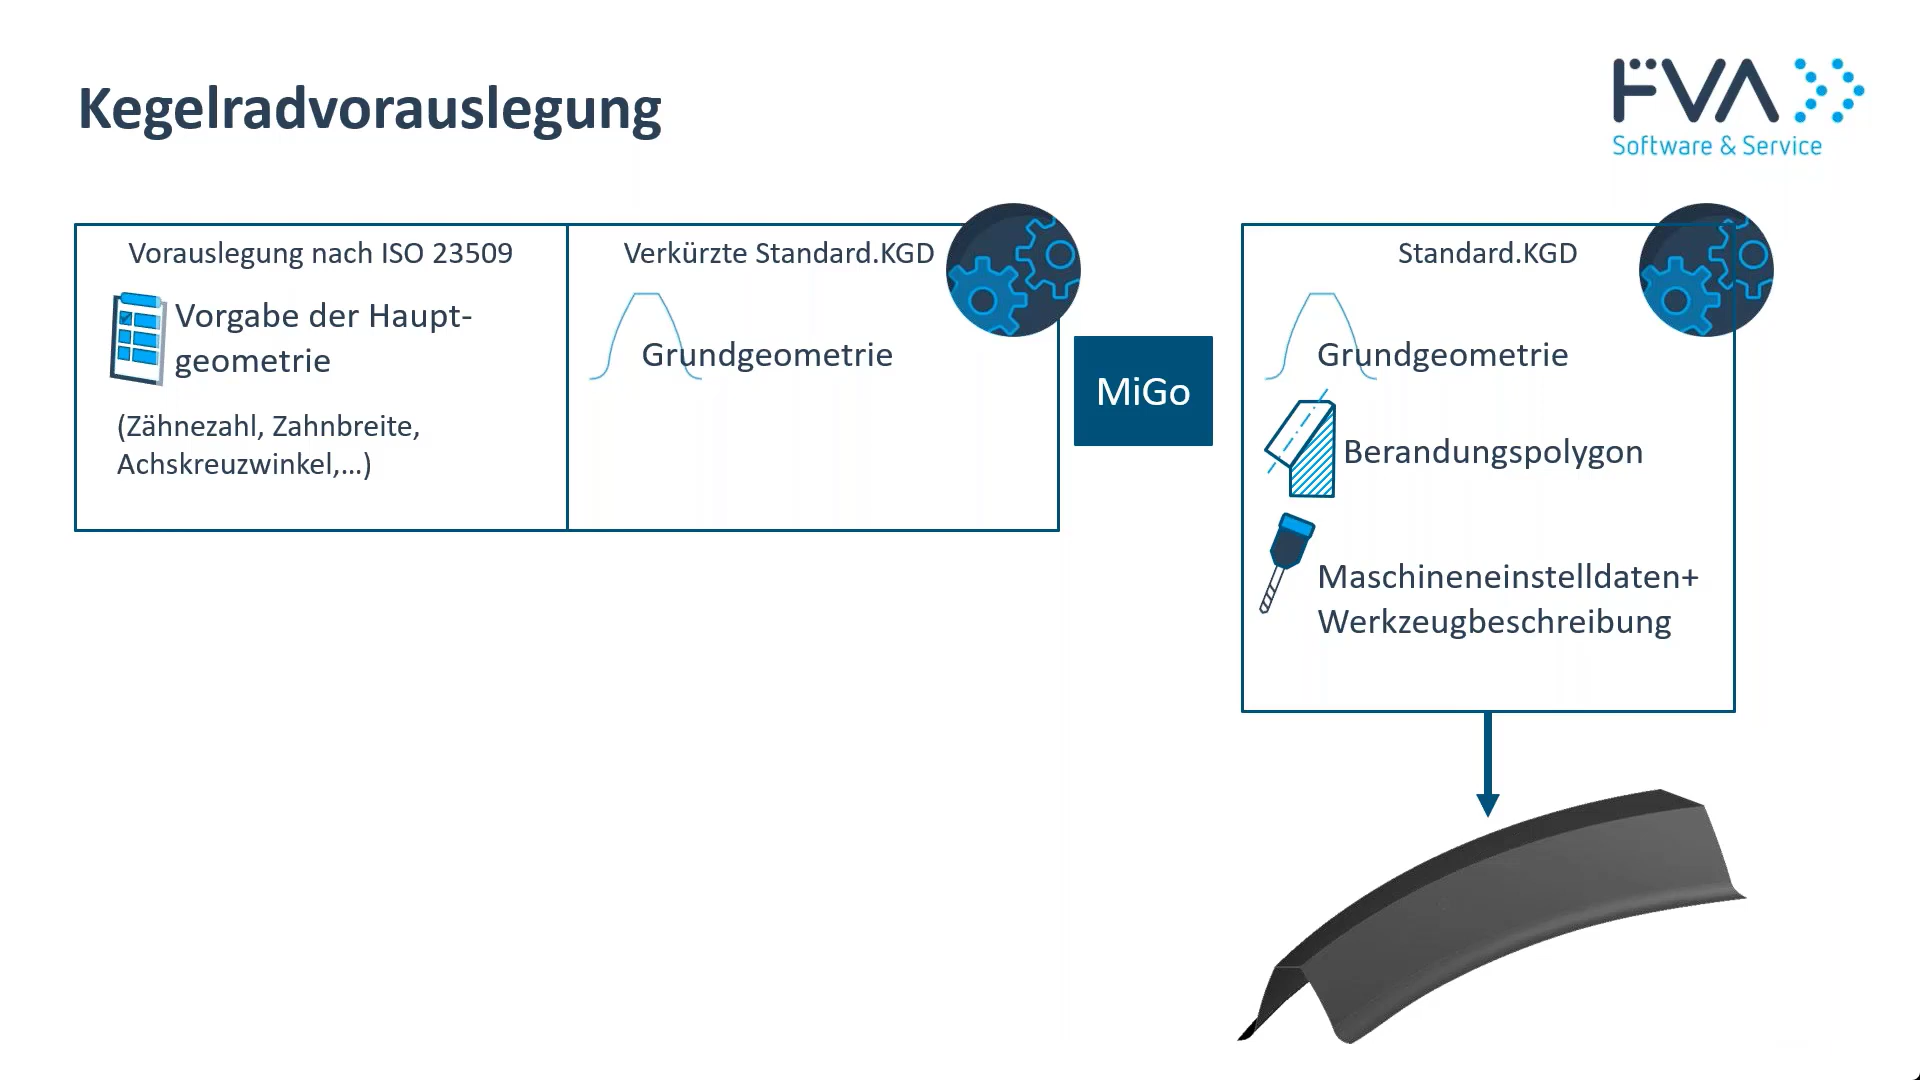 Kegelradvorauslegung
FVA
Software & Service
Vorauslegung nach ISO 23509
Vorgabe der Haupt-
geometrie
(Zähnezahl, Zahnbreite,
Achskreuzwinkel,...)
Verkürzte Standard.KGD
Grundgeometrie
MiGo
Standard.KGD
Grundgeometrie
Berandungspolygon
Maschineneinstelldaten+
Werkzeugbeschreibung